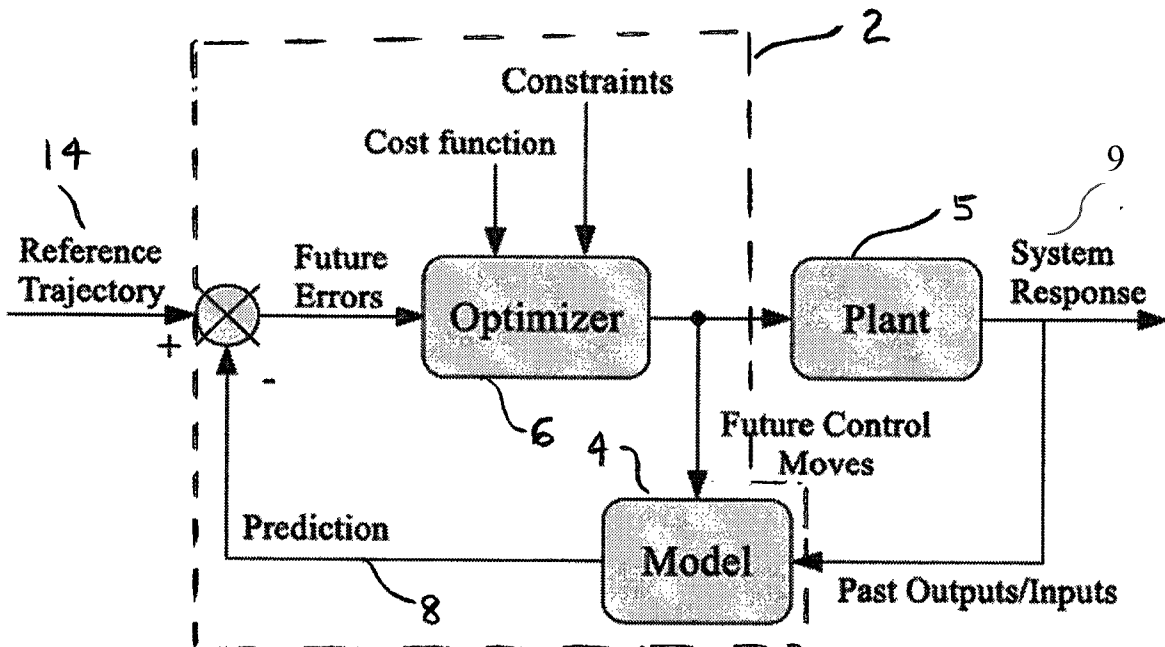 2
Constraints
Cost function
14
9
5
Reference
Trajectory
Future
Errors
System
Response
Optimizer
Plant
+
-
6
4
Future Control
Moves
Prediction
Model
Past Outputs/Inputs
8